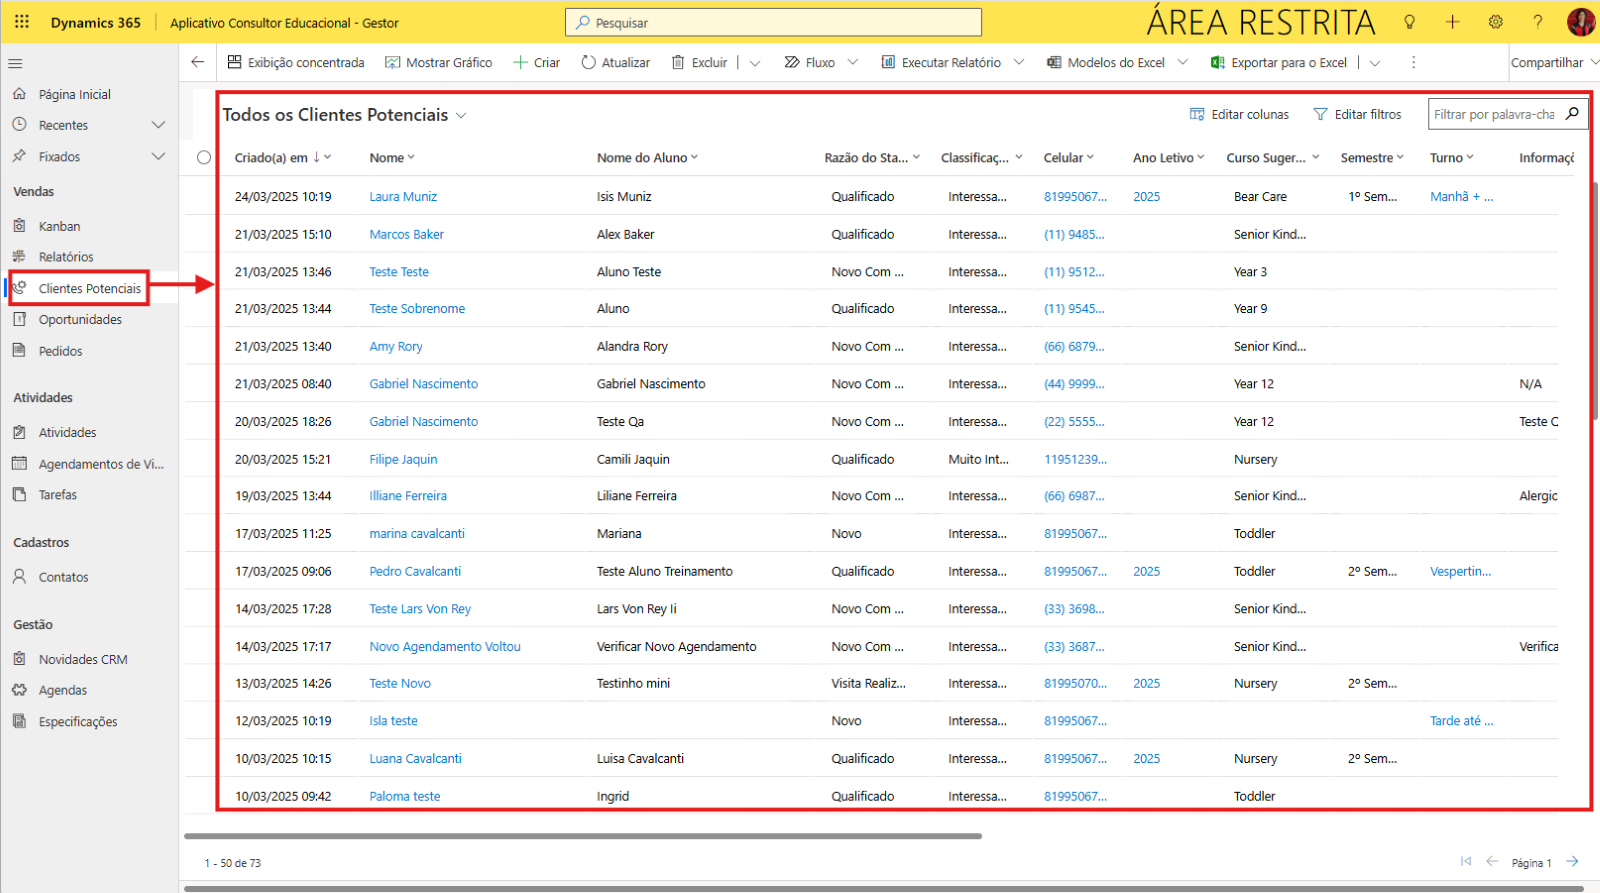 Dynamics 365 Aplicativo Consultor Educacional - Gestor Pesquisar ÁREA RESTRITA ?
Exibição concentrada Mostrar Gráfico Criar Atualizar Excluir Fluxo Executar Relatório Modelos do Excel Exportar para o Excel Compartilhar
Página Inicial
Recentes
Fixados
Vendas
Kanban
Relatórios
Clientes Potenciais
Oportunidades
Pedidos
Atividades
Atividades
Agendamentos de Vi...
Tarefas
Cadastros
Contatos
Gestão
Novidades CRM
Agendas
Especificações
Todos os Clientes Potenciais Editar colunas Editar filtros Filtrar por palavra-cha
Criado(a) em Nome Nome do Aluno Razão do Sta... Classificaç... Celular Ano Letivo Curso Suger... Semestre Turno Informaçõ
24/03/2025 10:19 Laura Muniz Isis Muniz Qualificado Interessa... 81995067... 2025 Bear Care 1º Sem... Manhã + ...
21/03/2025 15:10 Marcos Baker Alex Baker Qualificado Interessa... (11) 9485... Senior Kind...
21/03/2025 13:46 Teste Teste Aluno Teste Novo Com ... Interessa... (11) 9512... Year 3
21/03/2025 13:44 Teste Sobrenome Aluno Qualificado Interessa... (11) 9545... Year 9
21/03/2025 13:40 Amy Rory Alandra Rory Novo Com ... Interessa... (66) 6879... Senior Kind...
21/03/2025 08:40 Gabriel Nascimento Gabriel Nascimento Novo Com ... Interessa... (44) 9999... Year 12 N/A
20/03/2025 18:26 Gabriel Nascimento Teste Qa Novo Com ... Interessa... (22) 5555... Year 12 Teste Q
20/03/2025 15:21 Filipe Jaquin Camili Jaquin Qualificado Muito Int... 11951239... Nursery
19/03/2025 13:44 Illiane Ferreira Liliane Ferreira Novo Com ... Interessa... (66) 6987... Senior Kind... Alergic
17/03/2025 11:25 marina cavalcanti Mariana Novo Interessa... 81995067... Toddler
17/03/2025 09:06 Pedro Cavalcanti Teste Aluno Treinamento Qualificado Interessa... 81995067... 2025 Toddler 2º Sem... Vespertin...
14/03/2025 17:28 Teste Lars Von Rey Lars Von Rey Ii Novo Com ... Interessa... (33) 3698... Senior Kind...
14/03/2025 17:17 Novo Agendamento Voltou Verificar Novo Agendamento Novo Com ... Interessa... (33) 3687... Senior Kind... Verifica
13/03/2025 14:26 Teste Novo Testinho mini Visita Realiz... Interessa... 81995070... 2025 Nursery 2º Sem...
12/03/2025 10:19 Isla teste Novo Interessa... 81995067... Tarde até ...
10/03/2025 10:15 Luana Cavalcanti Luisa Cavalcanti Qualificado Interessa... 81995067... 2025 Nursery 2º Sem...
10/03/2025 09:42 Paloma teste Ingrid Qualificado Interessa... 81995067... Toddler
1 - 50 de 73 Página 1